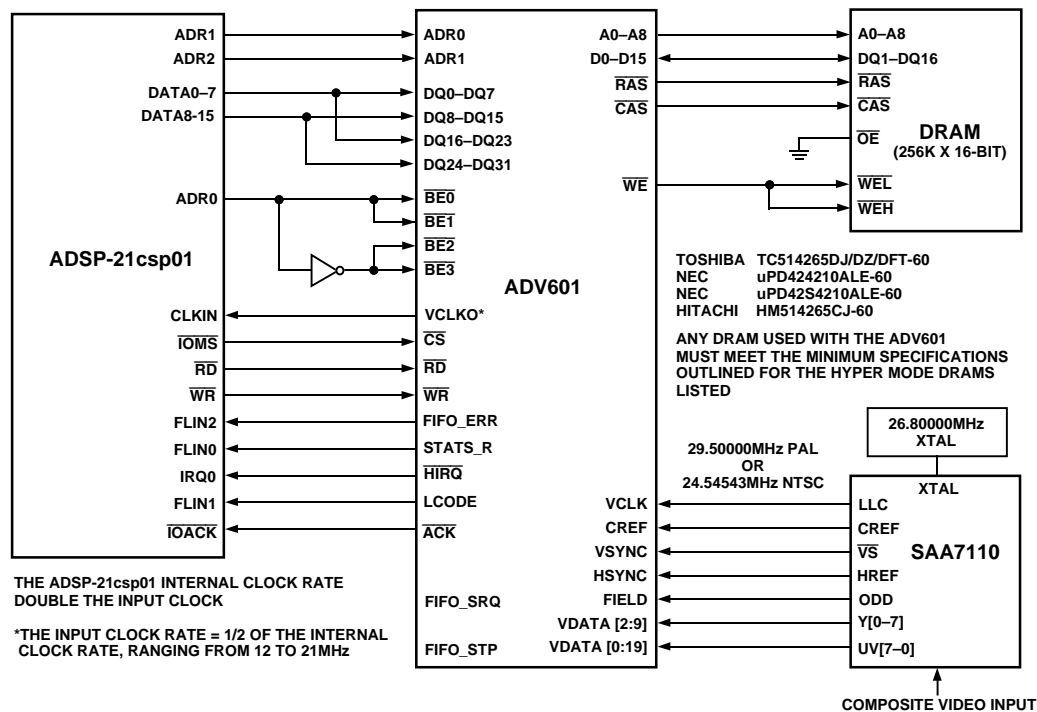 ADR1
ADR2
DATA0–7
DATA8-15
ADR0
ADSP-21csp01
CLKIN
IOMS
RD
WR
FLIN2
FLIN0
IRQ0
FLIN1
IOACK
THE ADSP-21csp01 INTERNAL CLOCK RATE
DOUBLE THE INPUT CLOCK
*THE INPUT CLOCK RATE = 1/2 OF THE INTERNAL
CLOCK RATE, RANGING FROM 12 TO 21MHz
ADR0
ADR1
DQ0–DQ7
DQ8–DQ15
DQ16–DQ23
DQ24–DQ31
BE0
BE1
BE2
BE3
ADV601
VCLKO*
CS
RD
WR
FIFO_ERR
STATS_R
HIRQ
LCODE
ACK
FIFO_SRQ
FIFO_STP
A0–A8
D0–D15
RAS
CAS
WE
VCLK
CREF
VSYNC
HSYNC
FIELD
VDATA [2:9]
VDATA [0:19]
A0–A8
DQ1–DQ16
RAS
CAS
OE
DRAM
(256K X 16-BIT)
WEL
WEH
TOSHIBA TC514265DJ/DZ/DFT-60
NEC uPD424210ALE-60
NEC uPD42S4210ALE-60
HITACHI HM514265CJ-60
ANY DRAM USED WITH THE ADV601
MUST MEET THE MINIMUM SPECIFICATIONS
OUTLINED FOR THE HYPER MODE DRAMS
LISTED
26.80000MHz
XTAL
29.50000MHz PAL
OR
24.54543MHz NTSC
XTAL
LLC
CREF
VS
SAA7110
HREF
ODD
Y[0–7]
UV[7–0]
COMPOSITE VIDEO INPUT